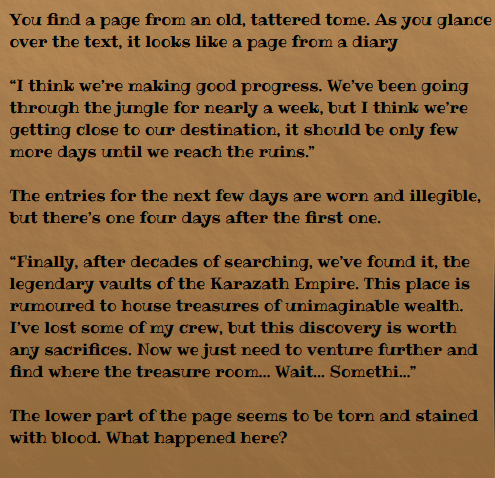 You find a page from an old, tattered tome. As you glance
over the text, it looks like a page from a diary
“I think we’re making good progress. We’ve been going
through the jungle for nearly a week, but I think we’re
getting close to our destination, it should be only few
more days until we reach the ruins.”
The entries for the next few days are worn and illegible,
but there’s one four days after the first one.
“Finally, after decades of searching, we’ve found it, the
legendary vaults of the Karazath Empire. This place is
rumoured to house treasures of unimaginable wealth.
I’ve lost some of my crew, but this discovery is worth
any sacrifices. Now we just need to venture further and
find where the treasure room... Wait... Somethi...”
The lower part of the page seems to be torn and stained
with blood. What happened here?